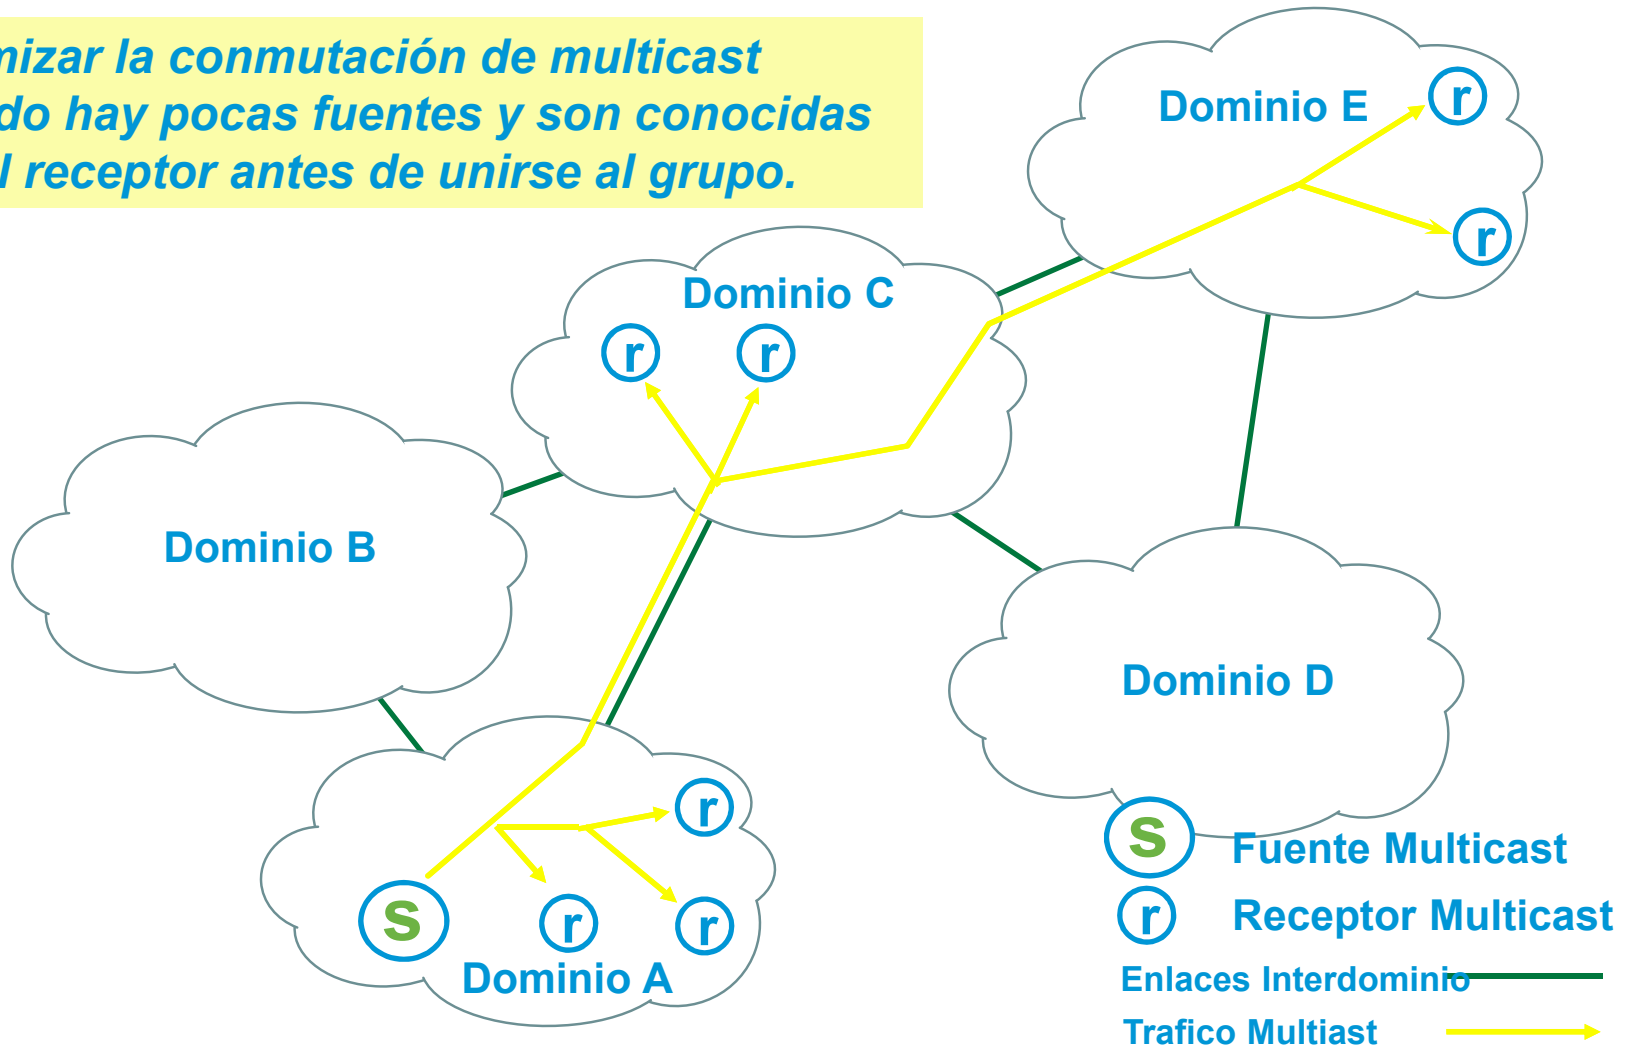 mizar la conmutación de multicast
do hay pocas fuentes y son conocidas
l receptor antes de unirse al grupo.
Dominio E
r
r
Dominio C
r
r
Dominio B
Dominio D
r
s
r
r
Dominio A
s
Fuente Multicast
r
Receptor Multicast
Enlaces Interdominio
Trafico Multiast